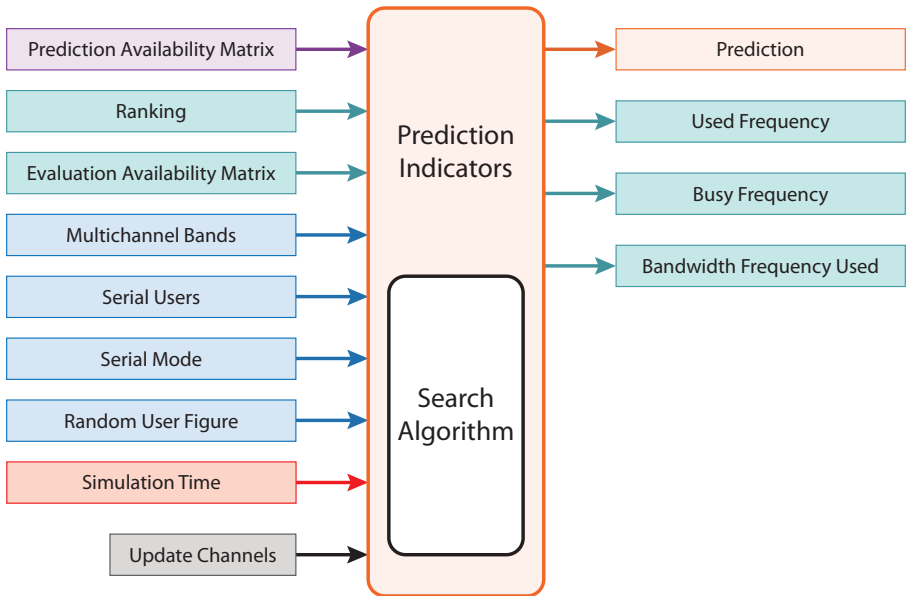 Prediction Availability Matrix
Ranking
Evaluation Availability Matrix
Multichannel Bands
Serial Users
Serial Mode
Random User Figure
Simulation Time
Update Channels
Prediction
Indicators
Search
Algorithm
Prediction
Used Frequency
Busy Frequency
Bandwidth Frequency Used